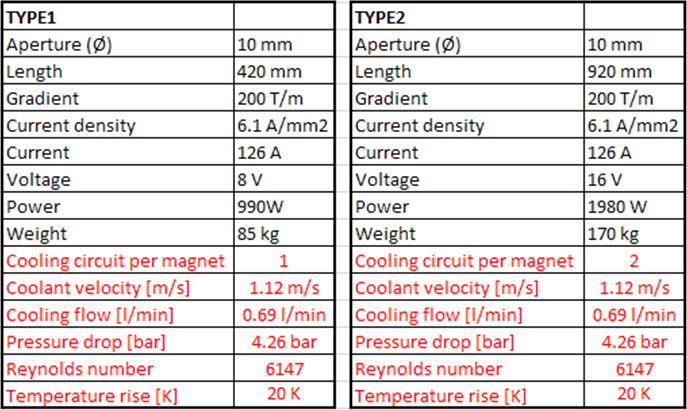 TYPE1
Aperture (Ø) 10 mm
Length 420 mm
Gradient 200 T/m
Current density 6.1 A/mm2
Current 126 A
Voltage 8 V
Power 990W
Weight 85 kg
Cooling circuit per magnet 1
Coolant velocity [m/s] 1.12 m/s
Cooling flow [l/min] 0.69 l/min
Pressure drop [bar] 4.26 bar
Reynolds number 6147
Temperature rise [K] 20 K
TYPE2
Aperture (Ø) 10 mm
Length 920 mm
Gradient 200 T/m
Current density 6.1 A/mm2
Current 126 A
Voltage 16 V
Power 1980 W
Weight 170 kg
Cooling circuit per magnet 2
Coolant velocity [m/s] 1.12 m/s
Cooling flow [l/min] 0.69 l/min
Pressure drop [bar] 4.26 bar
Reynolds number 6147
Temperature rise [K] 20 K